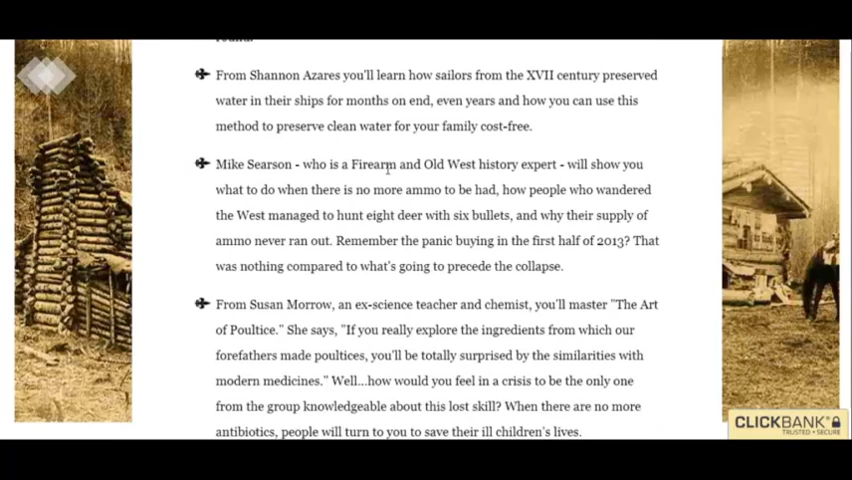 From Shannon Azares you'll learn how sailors from the XVII century preserved
water in their ships for months on end, even years and how you can use this
method to preserve clean water for your family cost-free.
Mike Searson - who is a Firearm and Old West history expert - will show you
what to do when there is no more ammo to be had, how people who wandered
the West managed to hunt eight deer with six bullets, and why their supply of
ammo never ran out. Remember the panic buying in the first half of 2013? That
was nothing compared to what's going to precede the collapse.
From Susan Morrow, an ex-science teacher and chemist, you'll master "The Art
of Poultice." She says, "If you really explore the ingredients from which our
forefathers made poultices, you'll be totally surprised by the similarities with
modern medicines." Well...how would you feel in a crisis to be the only one
from the group knowledgeable about this lost skill? When there are no more
antibiotics, people will turn to you to save their ill children's lives.
CLICKBANK
TRUSTED • SECURE